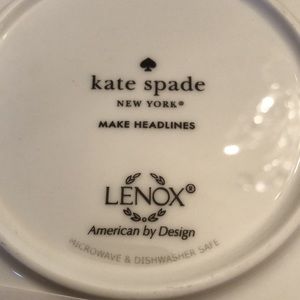 kate spade
NEW YORK®
MAKE HEADLINES
LENOX®
American by Design
MICROWAVE & DISHWASHER SAFE